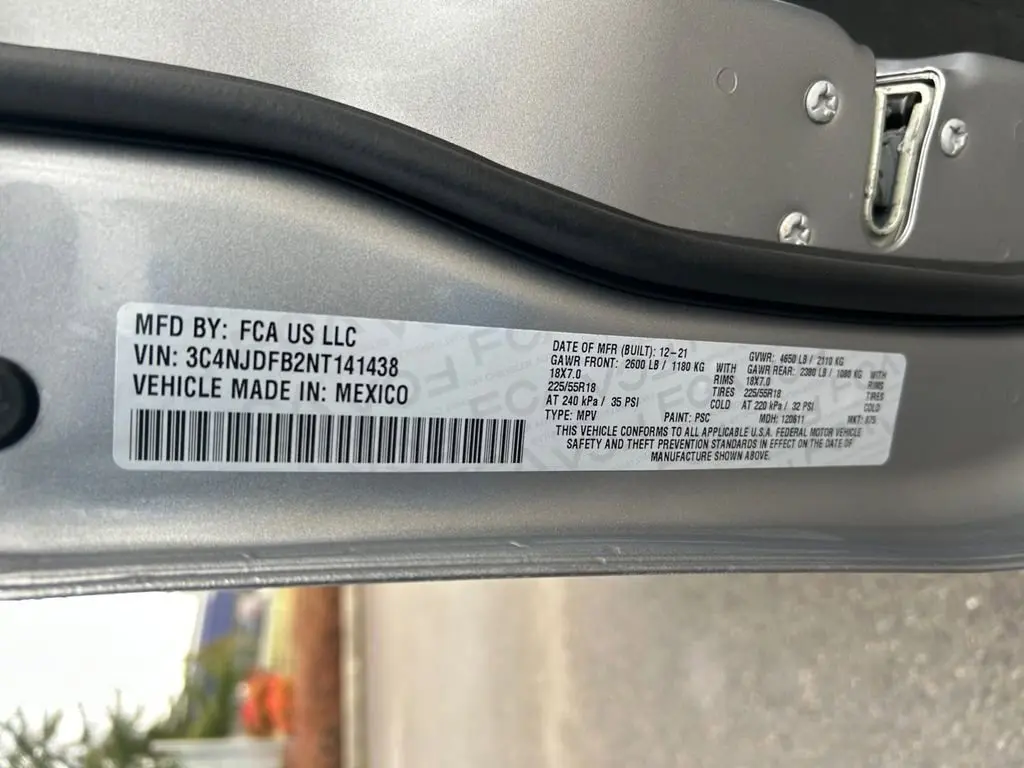 MFD BY: FCA US LLC
VIN: 3C4NJDFB2NT141438
VEHICLE MADE IN: MEXICO
DATE OF MFR (BUILT): 12-21 GVWR: 4650 LB / 2110 KG
GAWR FRONT: 2600 LB / 1180 KG WITH GAWR REAR: 2380 LB / 1080 KG WITH
18X7.0 RIMS 18X7.0 RIMS
225/55R18 TIRES 225/55R18 TIRES
AT 240 kPa / 35 PSI COLD AT 220 kPa / 32 PSI COLD
TYPE: MPV PAINT: PSC MDH: 120611 MKT: 875
THIS VEHICLE CONFORMS TO ALL APPLICABLE U.S.A. FEDERAL MOTOR VEHICLE
SAFETY AND THEFT PREVENTION STANDARDS IN EFFECT ON THE DATE OF
MANUFACTURE SHOWN ABOVE.